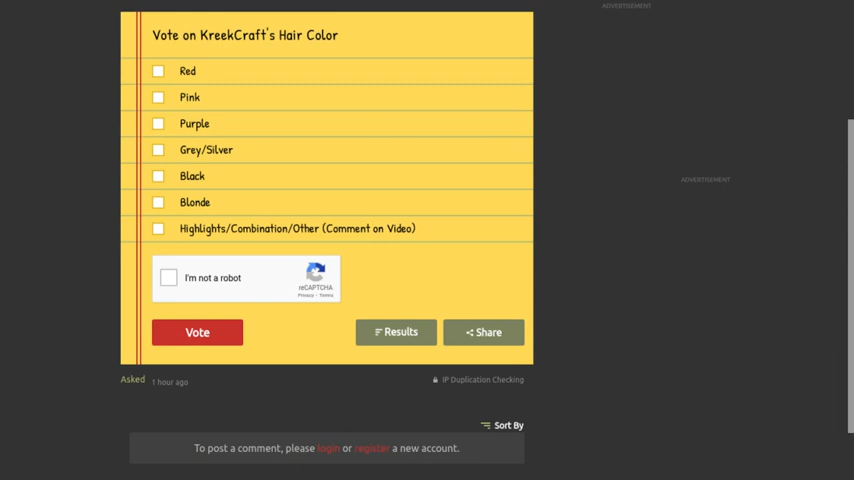 ADVERTISEMENT
Vote on KreekCraft's Hair Color
Red
Pink
Purple
Grey/Silver
Black
Blonde
Highlights/Combination/Other (Comment on Video)
I'm not a robot
reCAPTCHA
Privacy - Terms
Vote
Results
Share
Asked 1 hour ago
IP Duplication Checking
Sort By
To post a comment, please login or register a new account.
ADVERTISEMENT